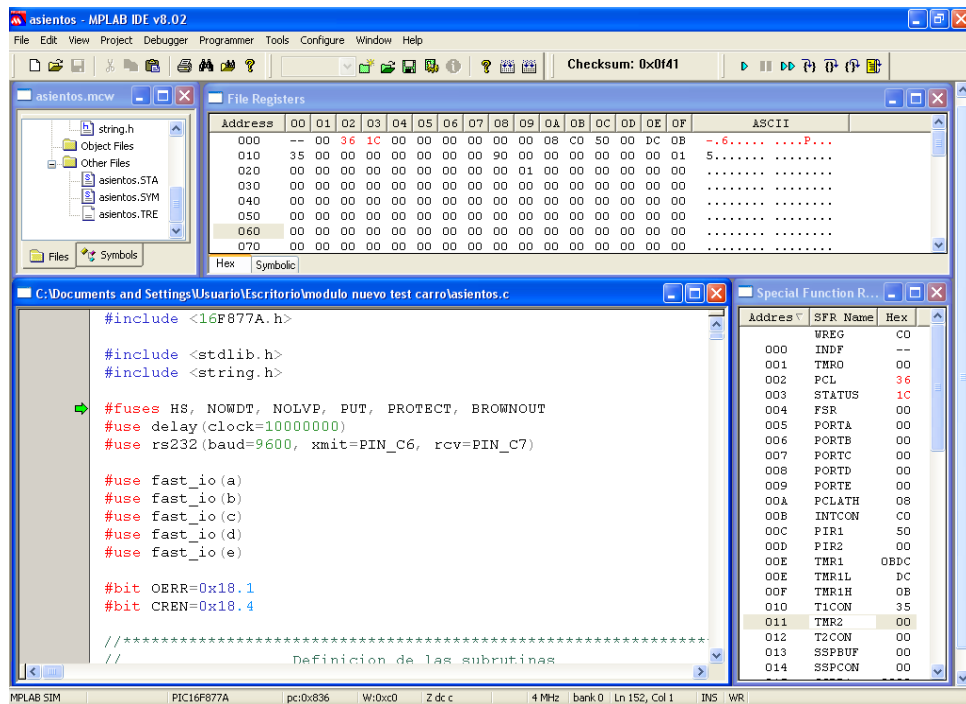 asientos - MPLAB IDE v8.02
File Edit View Project Debugger Programmer Tools Configure Window Help
Checksum: 0x0f41
asientos.mcw
string.h
Object Files
Other Files
asientos.STA
asientos.SYM
asientos.TRE
Files Symbols
File Registers
Address 00 01 02 03 04 05 06 07 08 09 0A 0B 0C 0D 0E 0F ASCII
000 -- 00 36 1C 00 00 00 00 00 00 08 C0 50 00 DC 0B -.6..... ....P...
010 35 00 00 00 00 00 00 00 90 00 00 00 00 00 00 01 5....... ........
020 00 00 00 00 00 00 00 00 00 01 00 00 00 00 00 00 ........ ........
030 00 00 00 00 00 00 00 00 00 00 00 00 00 00 00 00 ........ ........
040 00 00 00 00 00 00 00 00 00 00 00 00 00 00 00 00 ........ ........
050 00 00 00 00 00 00 00 00 00 00 00 00 00 00 00 00 ........ ........
060 00 00 00 00 00 00 00 00 00 00 00 00 00 00 00 00 ........ ........
070 00 00 00 00 00 00 00 00 00 00 00 00 00 00 00 00 ........ ........
Hex Symbolic
C:\Documents and Settings\Usuario\Escritorio\modulo nuevo test carro\asientos.c
#include <16F877A.h>
#include <stdlib.h>
#include <string.h>
#fuses HS, NOWDT, NOLVP, PUT, PROTECT, BROWNOUT
#use delay(clock=10000000)
#use rs232(baud=9600, xmit=PIN_C6, rcv=PIN_C7)
#use fast_io(a)
#use fast_io(b)
#use fast_io(c)
#use fast_io(d)
#use fast_io(e)
#bit OERR=0x18.1
#bit CREN=0x18.4
//****************************************************************
// Definicion de las subrutinas
Special Function R...
Addres SFR Name Hex
WREG C0
000 INDF --
001 TMR0 00
002 PCL 36
003 STATUS 1C
004 FSR 00
005 PORTA 00
006 PORTB 00
007 PORTC 00
008 PORTD 00
009 PORTE 00
00A PCLATH 08
00B INTCON C0
00C PIR1 50
00D PIR2 00
00E TMR1 0BDC
00E TMR1L DC
00F TMR1H 0B
010 T1CON 35
011 TMR2 00
012 T2CON 00
013 SSPBUF 00
014 SSPCON 00
MPLAB SIM PIC16F877A pc:0x836 W:0xc0 Z dc c 4 MHz bank 0 Ln 152, Col 1 INS WR